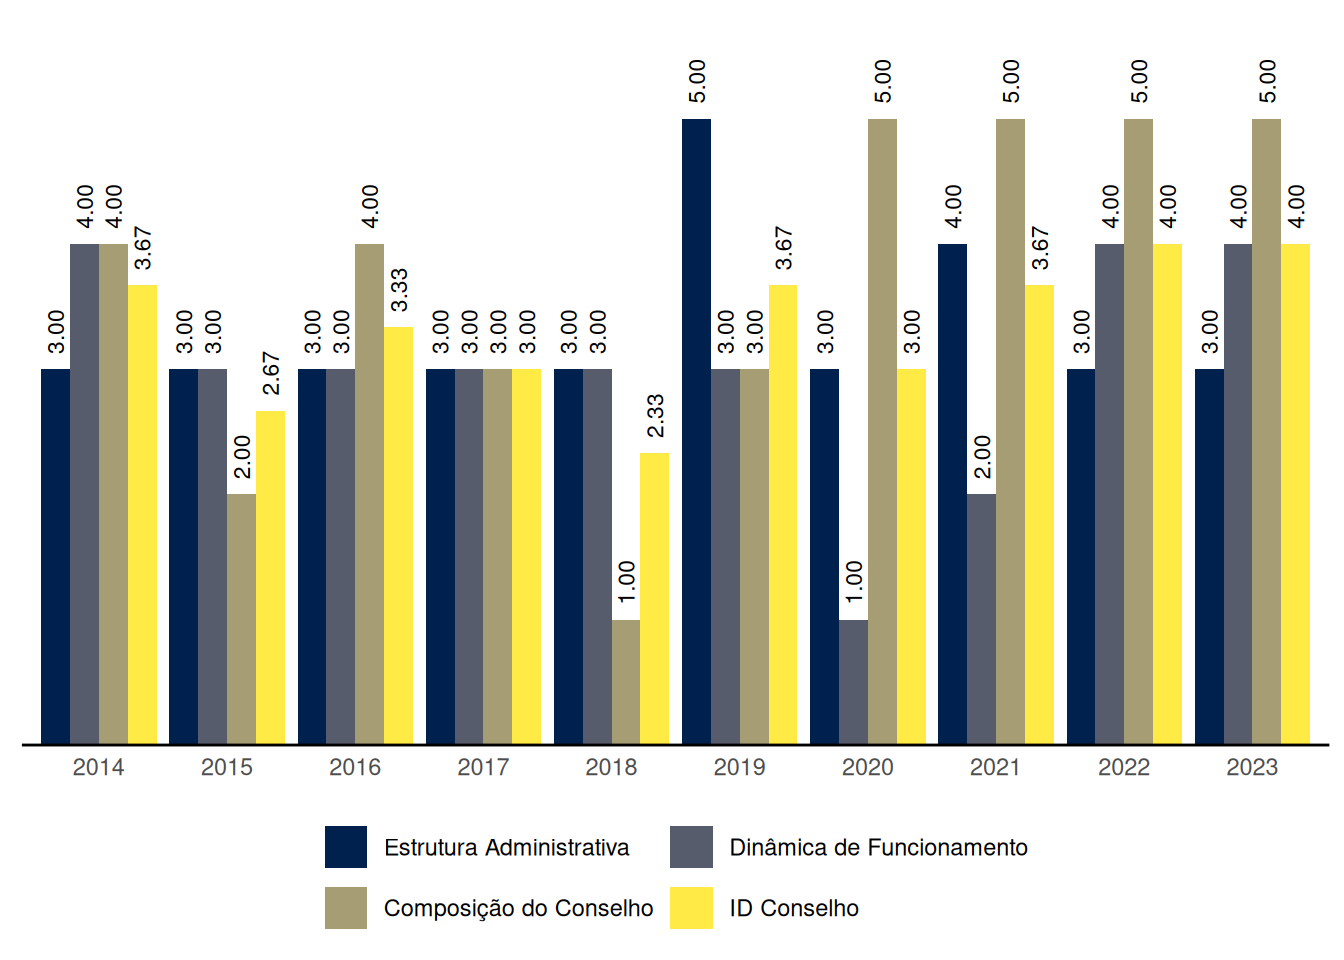 5.00 5.00 5.00 5.00 5.00
4.00 4.00 4.00 4.00 4.00 4.00 4.00 4.00
3.67 3.67 3.67
3.33
3.00 3.00 3.00 3.00 3.00 3.00 3.00 3.00 3.00 3.00 3.00 3.00 3.00 3.00 3.00 3.00 3.00
2.67
2.33
2.00 2.00
1.00 1.00
2014 2015 2016 2017 2018 2019 2020 2021 2022 2023
Estrutura Administrativa Dinâmica de Funcionamento
Composição do Conselho ID Conselho